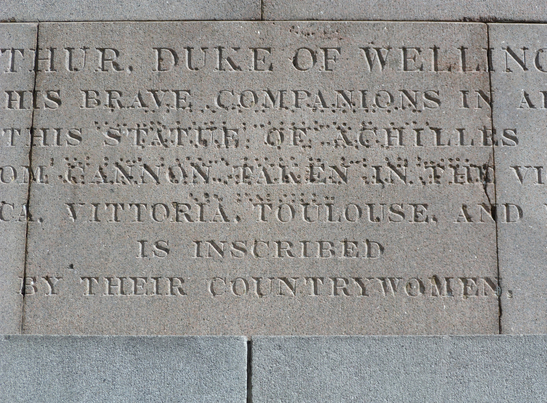 THUR, DUKE OF WELLING
HIS BRAVE COMPANIONS IN A
THIS STATUE OF ACHILLES
OM CANNON TAKEN IN THE VI
CA, VITTORIA, TOULOUSE, AND
IS INSCRIBED
BY THEIR COUNTRYWOMEN.